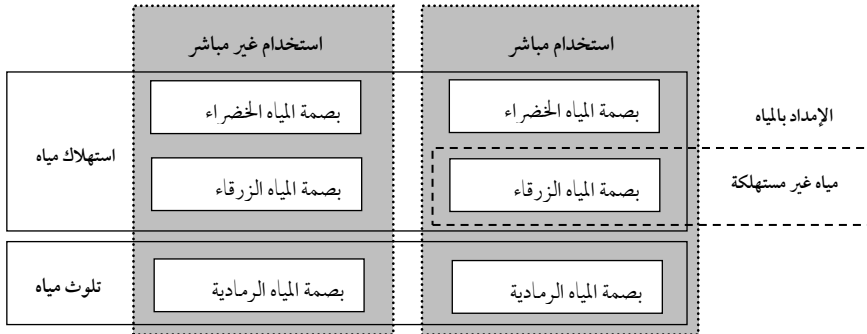 استخدام مباشر
استخدام غير مباشر
الإمداد بالمياه
بصمة المياه الخضراء
بصمة المياه الخضراء
استهلاك مياه
مياه غير مستهلكة
بصمة المياه الزرقاء
بصمة المياه الزرقاء
بصمة المياه الرمادية
بصمة المياه الرمادية
تلوث مياه